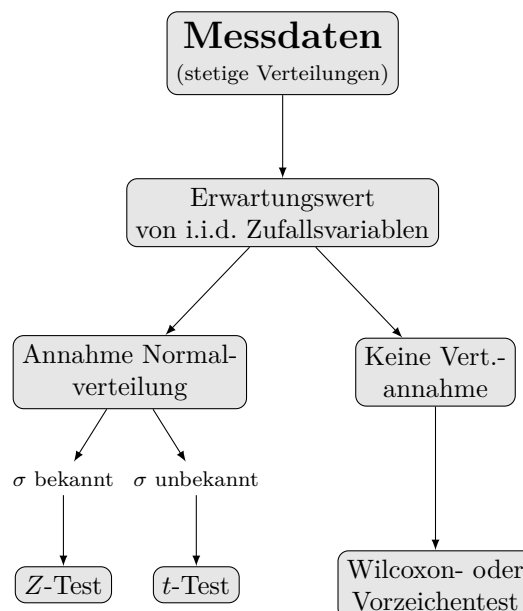 Messdaten
(stetige Verteilungen)
Erwartungswert
von i.i.d. Zufallsvariablen
Annahme Normal-
verteilung
Keine Vert.-
annahme
σ bekannt
σ unbekannt
Z-Test
t-Test
Wilcoxon- oder
Vorzeichentest